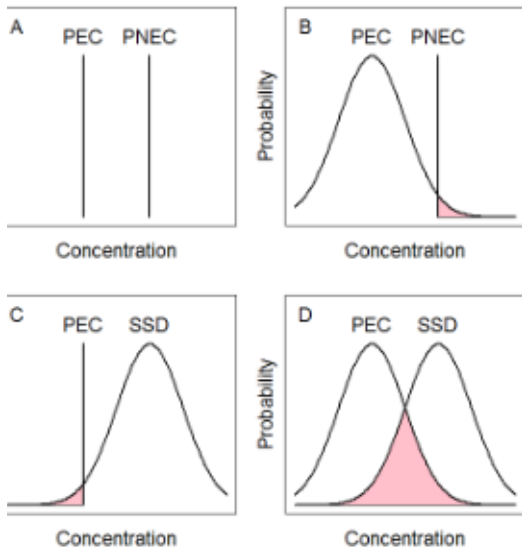 A
PEC PNEC
Concentration
B
PEC PNEC
Probability
Concentration
C
PEC SSD
Concentration
D
PEC SSD
Probability
Concentration